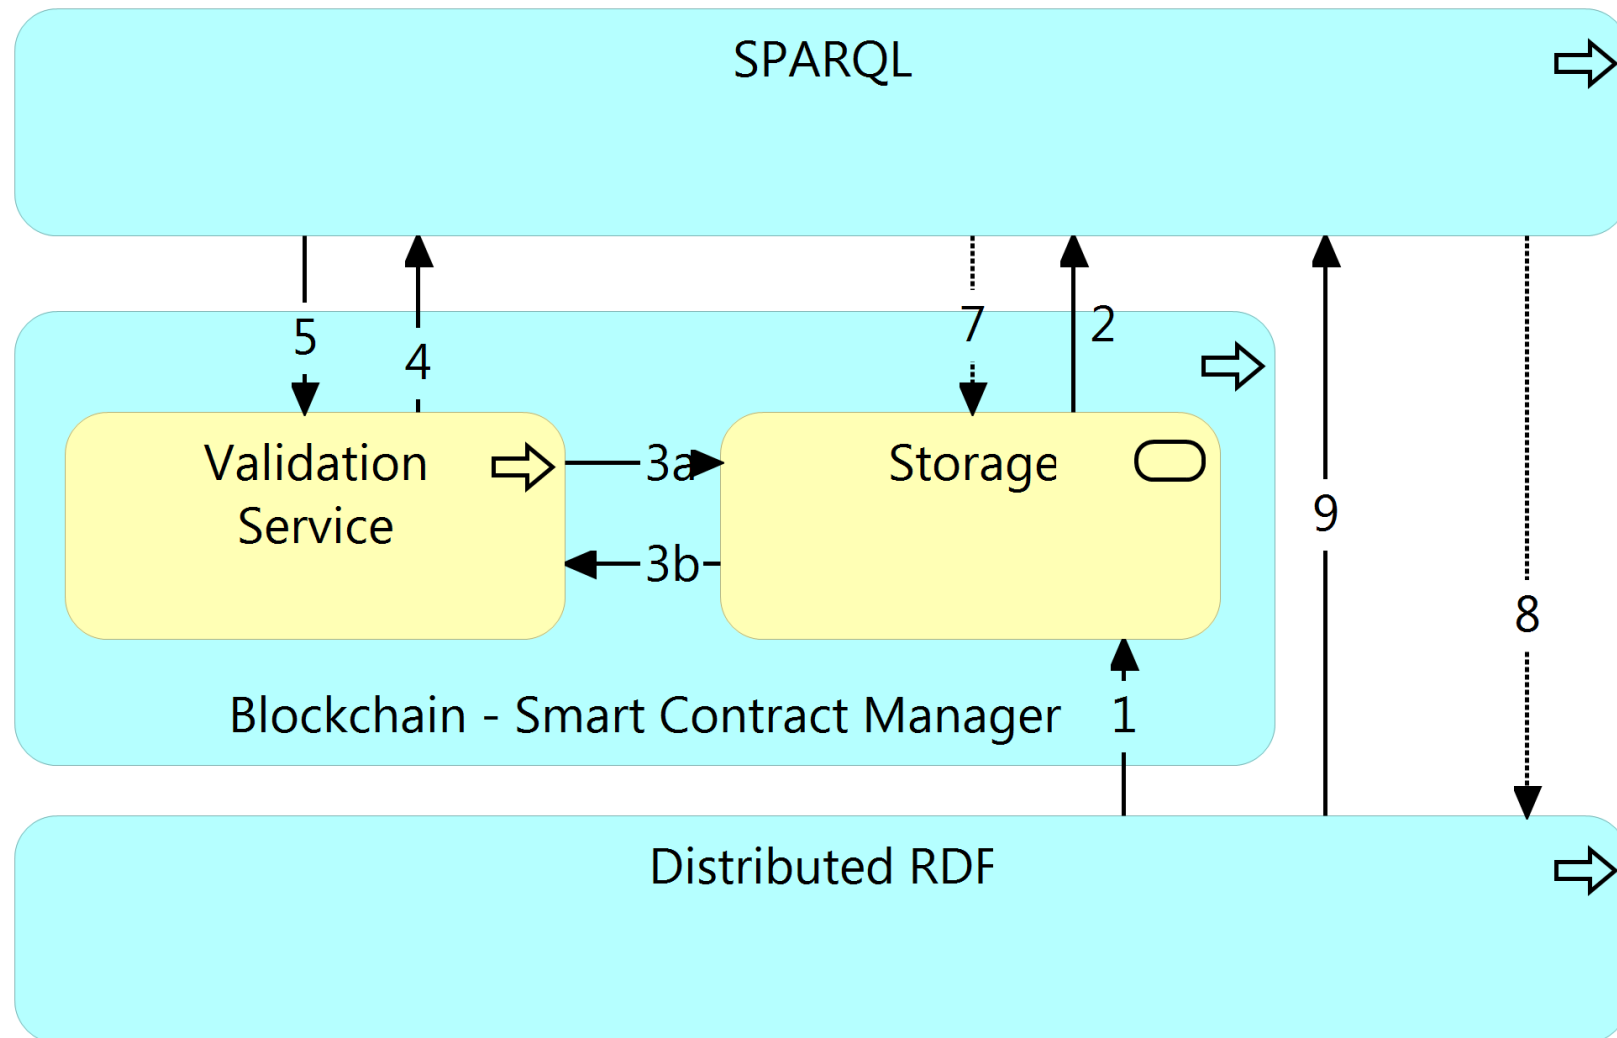 SPARQL
5
4
7
2
Validation
Service
3a
Storage
3b
9
8
Blockchain - Smart Contract Manager
1
Distributed RDF